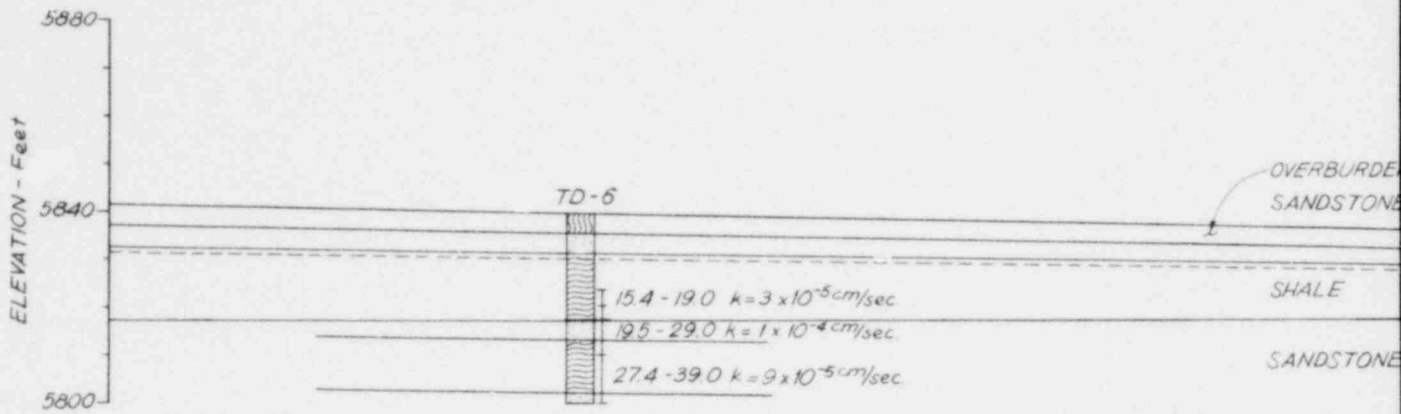 5880
ELEVATION - Feet
TD-6
OVERBURDE
5840
SANDSTONE
SHALE
15.4 - 19.0 k = 3 x 10⁻⁵ cm/sec.
19.5 - 29.0 k = 1 x 10⁻⁴ cm/sec.
SANDSTONE
27.4 - 39.0 k = 9 x 10⁻⁵ cm/sec.
5800